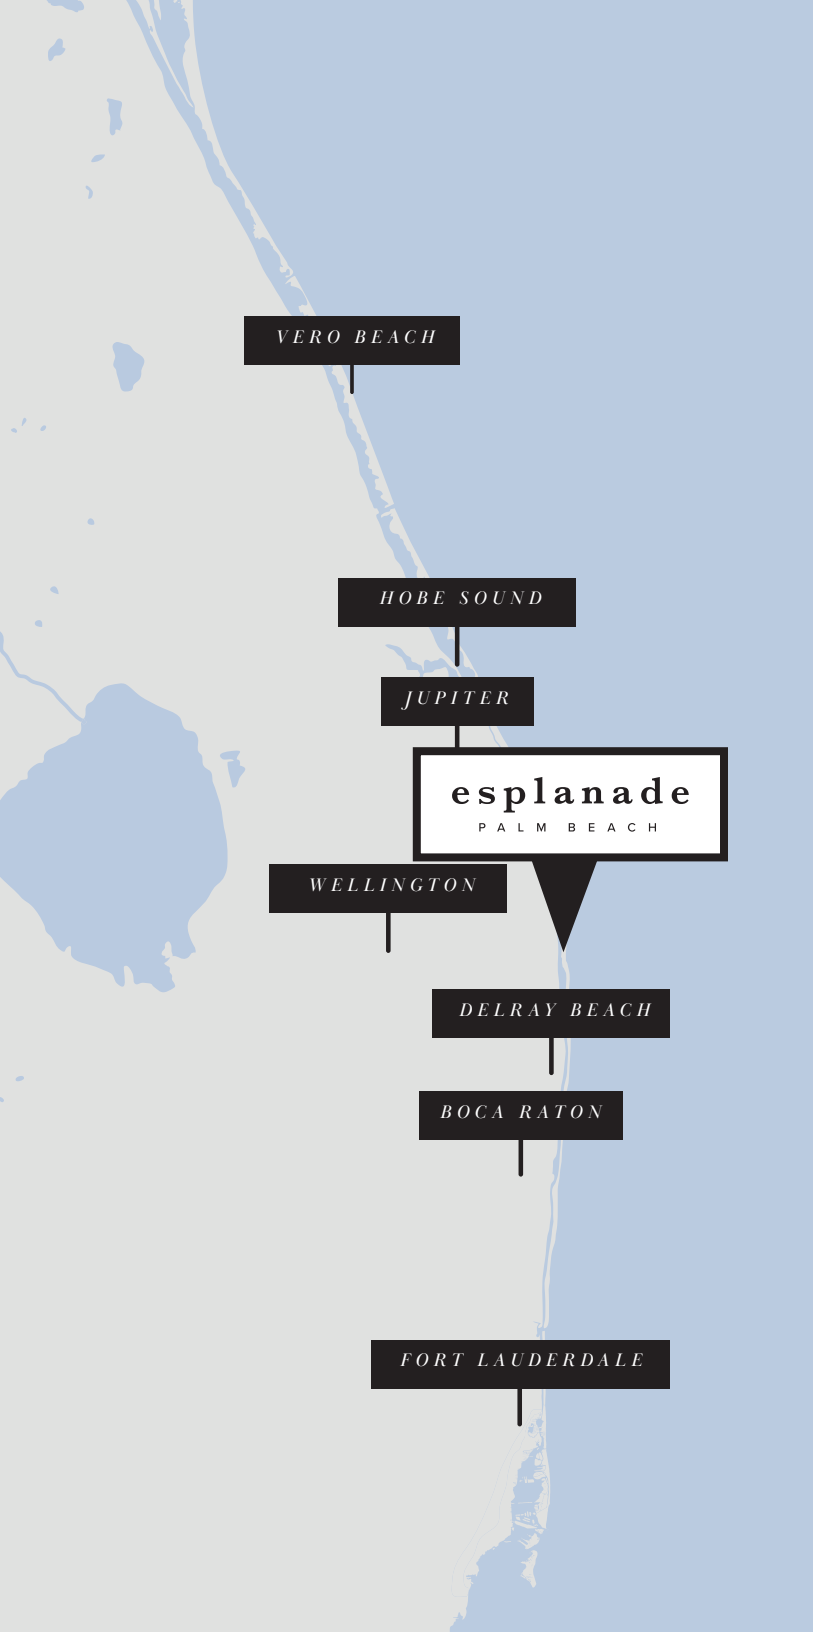 VERO BEACH
HOBE SOUND
JUPITER
esplanade
PALM BEACH
WELLINGTON
DELRAY BEACH
BOCA RATON
FORT LAUDERDALE